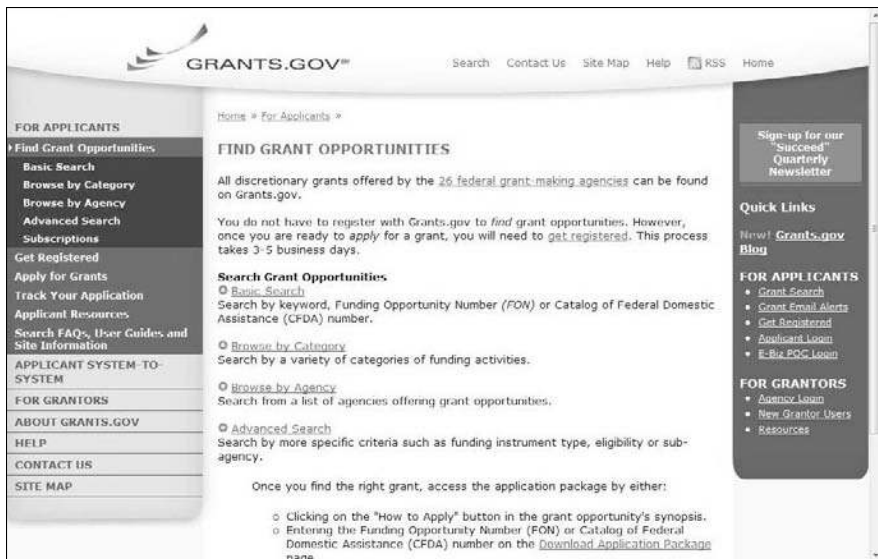 GRANTS.GOV℠
Search Contact Us Site Map Help RSS Home
FOR APPLICANTS
Find Grant Opportunities
Basic Search
Browse by Category
Browse by Agency
Advanced Search
Subscriptions
Get Registered
Apply for Grants
Track Your Application
Applicant Resources
Search FAQs, User Guides and
Site Information
APPLICANT SYSTEM-TO-
SYSTEM
FOR GRANTORS
ABOUT GRANTS.GOV
HELP
CONTACT US
SITE MAP
Home » For Applicants »
FIND GRANT OPPORTUNITIES
All discretionary grants offered by the 26 federal grant-making agencies can be found
on Grants.gov.
You do not have to register with Grants.gov to find grant opportunities. However,
once you are ready to apply for a grant, you will need to get registered. This process
takes 3-5 business days.
Search Grant Opportunities
Basic Search
Search by keyword, Funding Opportunity Number (FON) or Catalog of Federal Domestic
Assistance (CFDA) number.
Browse by Category
Search by a variety of categories of funding activities.
Browse by Agency
Search from a list of agencies offering grant opportunities.
Advanced Search
Search by more specific criteria such as funding instrument type, eligibility or sub-
agency.
Once you find the right grant, access the application package by either:
Clicking on the "How to Apply" button in the grant opportunity's synopsis.
Entering the Funding Opportunity Number (FON) or Catalog of Federal
Domestic Assistance (CFDA) number on the Download Application Package
page.
Sign-up for our
"Succeed"
Quarterly
Newsletter
Quick Links
New! Grants.gov
Blog
FOR APPLICANTS
Grant Search
Grant Email Alerts
Get Registered
Applicant Login
E-Biz POC Login
FOR GRANTORS
Agency Login
New Grantor Users
Resources